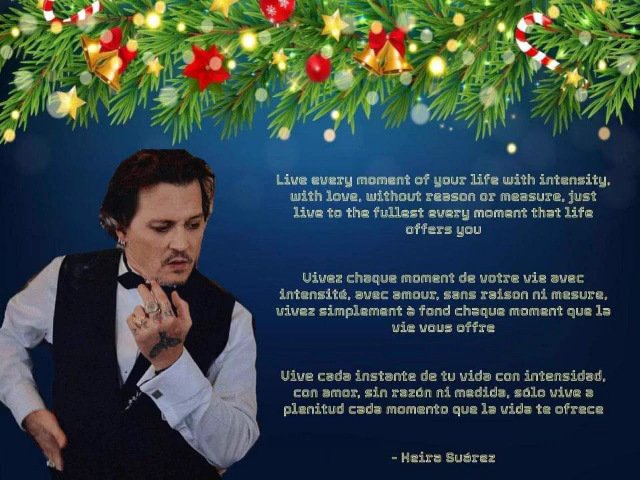 Live every moment of your life with intensity,
with love, without reason or measure, just
live to the fullest every moment that life
offers you
Vivez chaque moment de votre vie avec
intensité, avec amour, sans raison ni mesure,
vivez simplement à fond chaque moment que la
vie vous offre
Vive cada instante de tu vida con intensidad,
con amor, sin razón ni medida, sólo vive a
plenitud cada momento que la vida te ofrece
- Keira Suárez